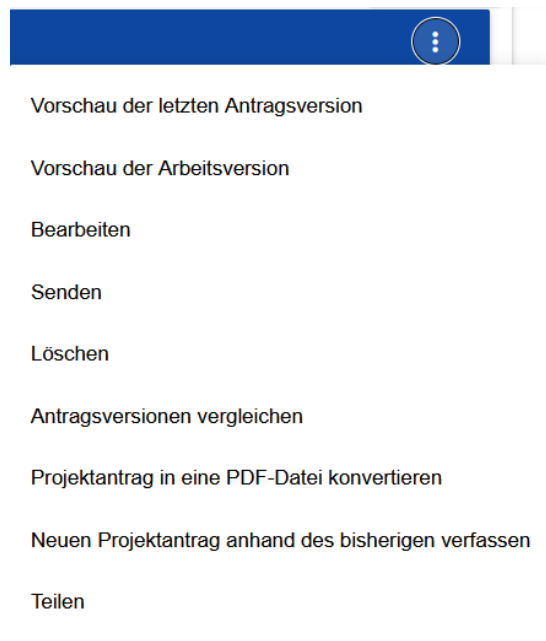 Vorschau der letzten Antragsversion
Vorschau der Arbeitsversion
Bearbeiten
Senden
Löschen
Antragsversionen vergleichen
Projektantrag in eine PDF-Datei konvertieren
Neuen Projektantrag anhand des bisherigen verfassen
Teilen